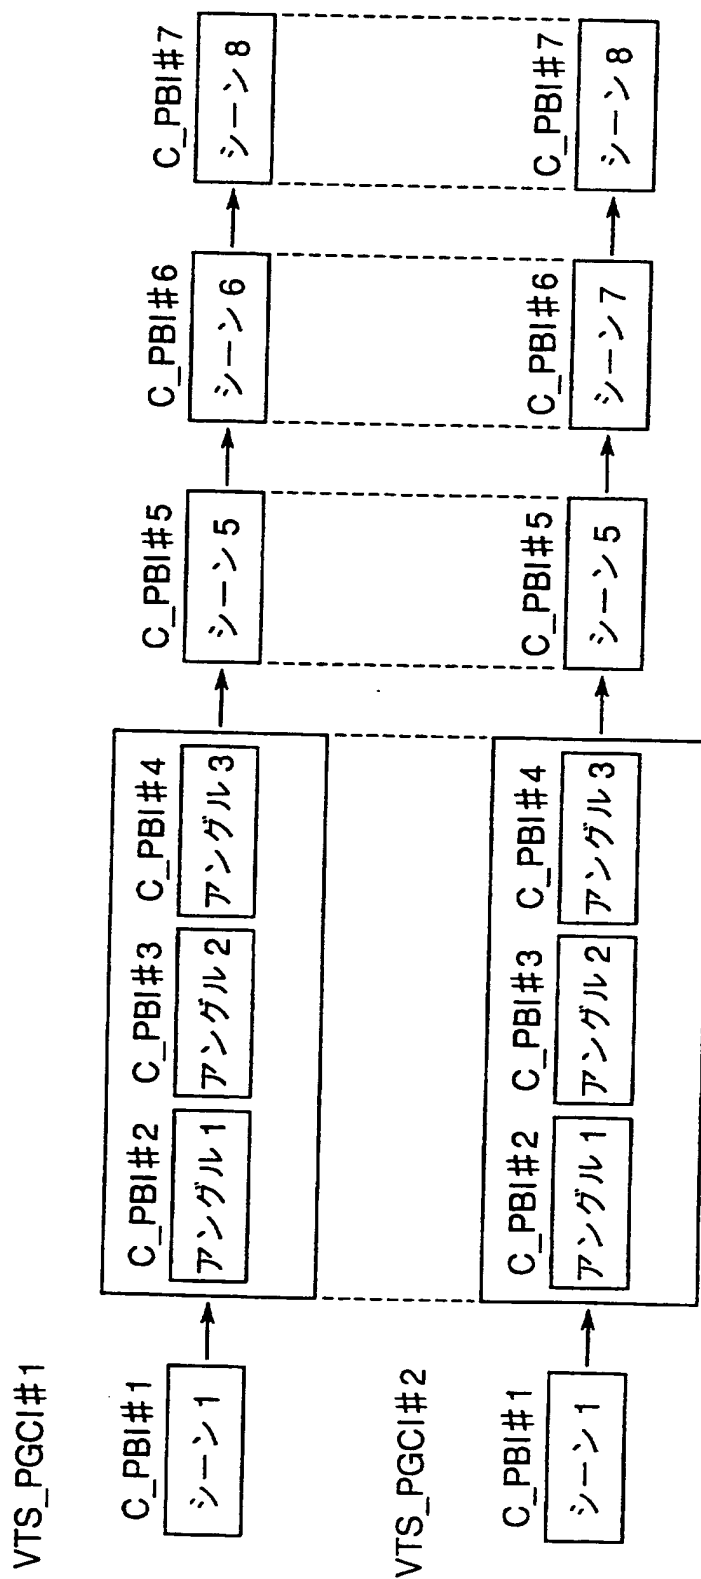 VTS_PGCI#1
C_PBI#1
シーン1
C_PBI#2
アングル1
C_PBI#3
アングル2
C_PBI#4
アングル3
C_PBI#5
シーン5
C_PBI#6
シーン6
C_PBI#7
シーン8
VTS_PGCI#2
C_PBI#1
シーン1
C_PBI#2
アングル1
C_PBI#3
アングル2
C_PBI#4
アングル3
C_PBI#5
シーン5
C_PBI#6
シーン7
C_PBI#7
シーン8